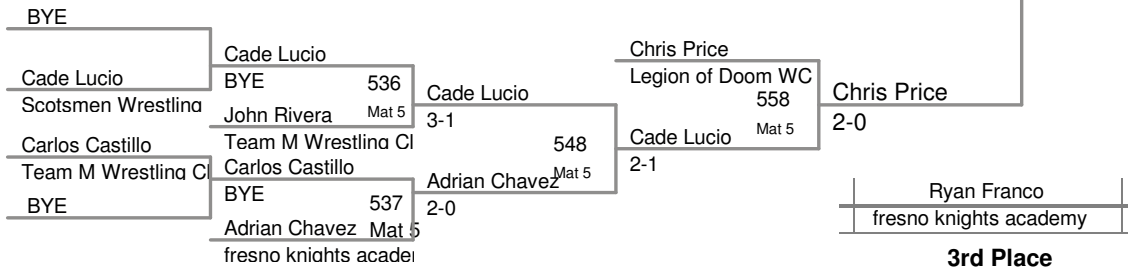 BYE
Cade Lucio
Scotsmen Wrestling
Carlos Castillo
Team M Wrestling Cl
BYE
Cade Lucio
BYE
536
Mat 5
John Rivera
Team M Wrestling Cl
Carlos Castillo
BYE
537
Adrian Chavez Mat 5
fresno knights acade
Cade Lucio
3-1
548
Mat 5
Adrian Chavez
2-0
Chris Price
Legion of Doom WC
558
Mat 5
Cade Lucio
2-1
Chris Price
2-0
Ryan Franco
fresno knights academy
3rd Place